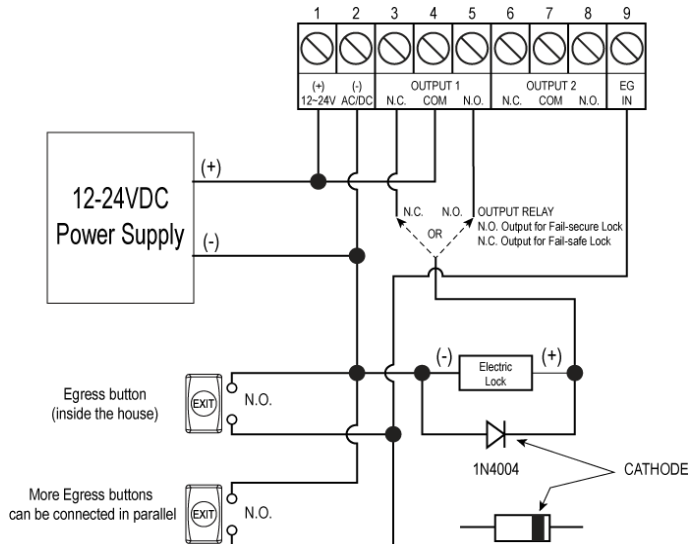 1 2 3 4 5 6 7 8 9
(+) (-) OUTPUT 1 OUTPUT 2 EG
12~24V AC/DC N.C. COM N.O. N.C. COM N.O. IN
12-24VDC
Power Supply
(+)
(-)
N.C. N.O. OUTPUT RELAY
OR N.O. Output for Fail-secure Lock
N.C. Output for Fail-safe Lock
(-) Electric (+)
Lock
Egress button
(inside the house)
EXIT
N.O.
1N4004
CATHODE
More Egress buttons
can be connected in parallel
EXIT
N.O.